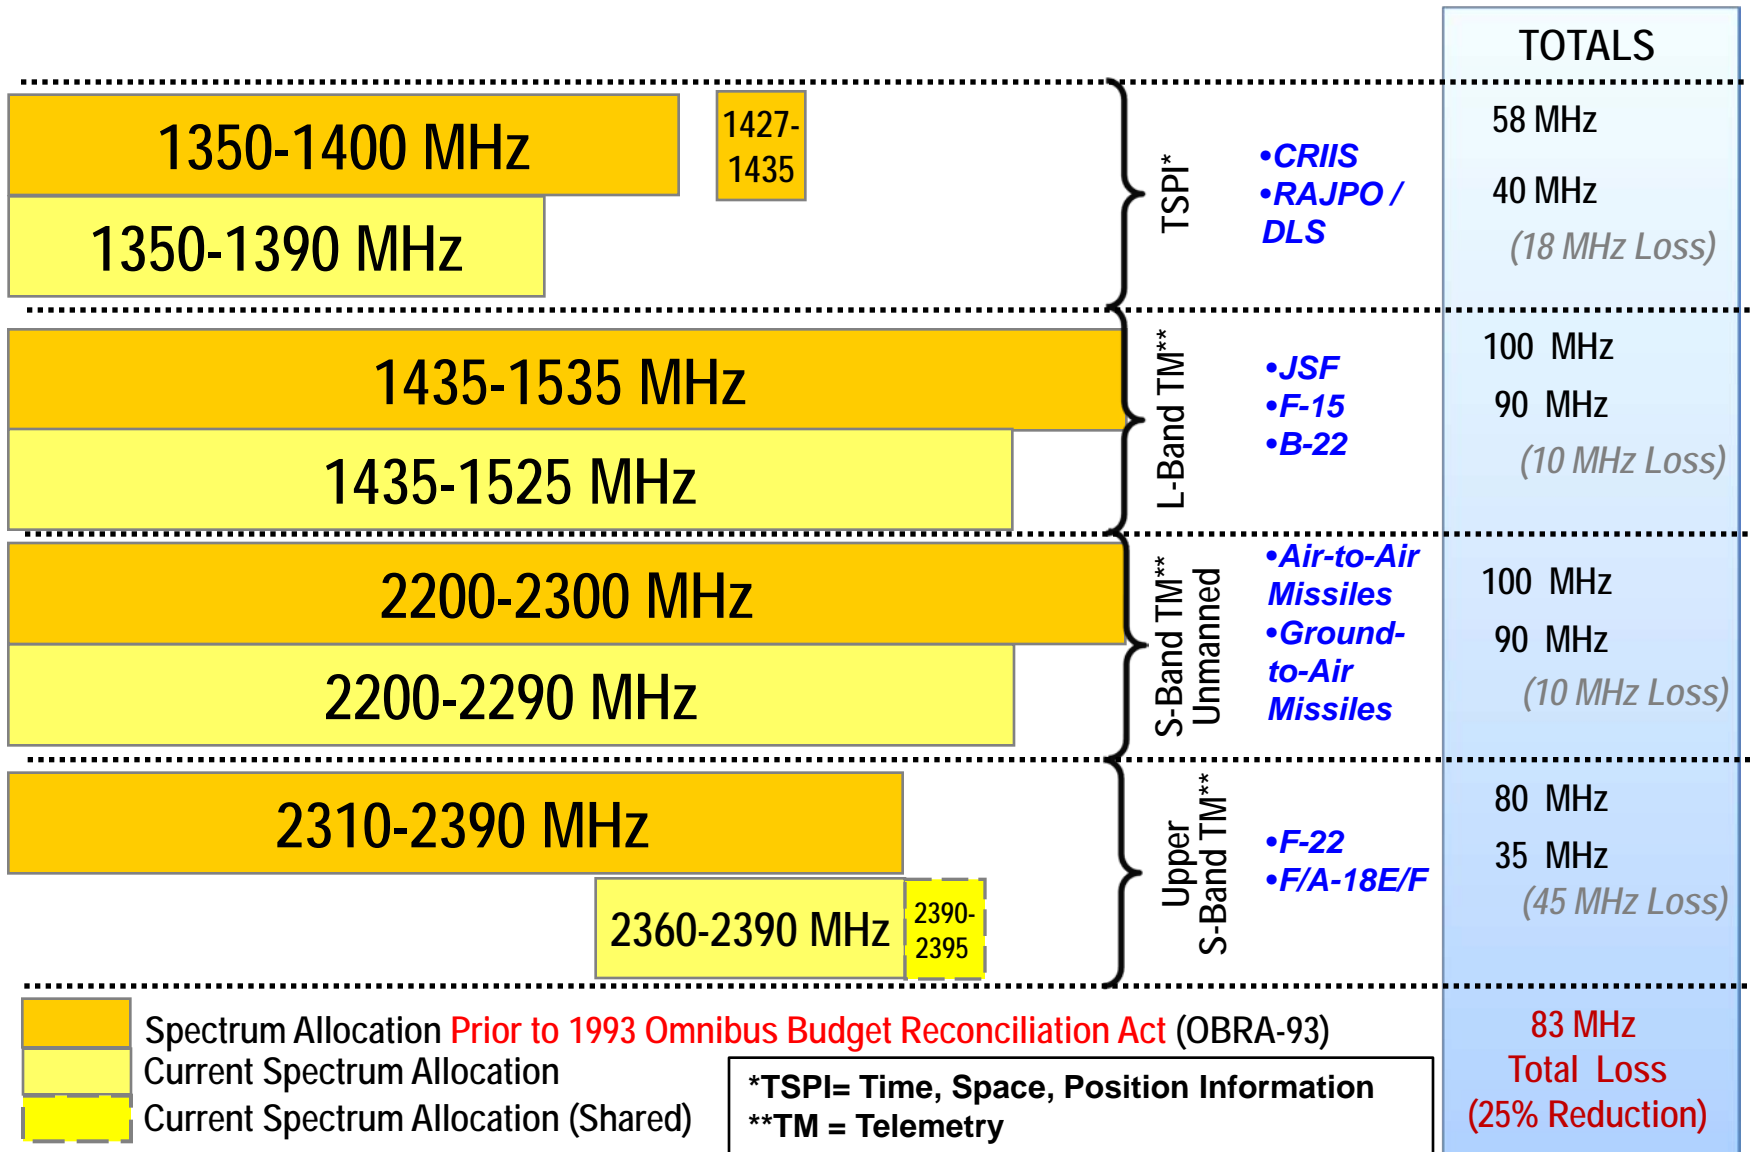 TOTALS
1350-1400 MHz
1427-
1435
1350-1390 MHz
TSPI*
•CRIIS
•RAJPO /
DLS
58 MHz
40 MHz
(18 MHz Loss)
1435-1535 MHz
1435-1525 MHz
L-Band TM**
•JSF
•F-15
•B-22
100 MHz
90 MHz
(10 MHz Loss)
2200-2300 MHz
2200-2290 MHz
S-Band TM**
Unmanned
•Air-to-Air
Missiles
•Ground-
to-Air
Missiles
100 MHz
90 MHz
(10 MHz Loss)
2310-2390 MHz
2360-2390 MHz
2390-
2395
Upper
S-Band TM**
•F-22
•F/A-18E/F
80 MHz
35 MHz
(45 MHz Loss)
Spectrum Allocation Prior to 1993 Omnibus Budget Reconciliation Act (OBRA-93)
Current Spectrum Allocation
Current Spectrum Allocation (Shared)
*TSPI= Time, Space, Position Information
**TM = Telemetry
83 MHz
Total Loss
(25% Reduction)